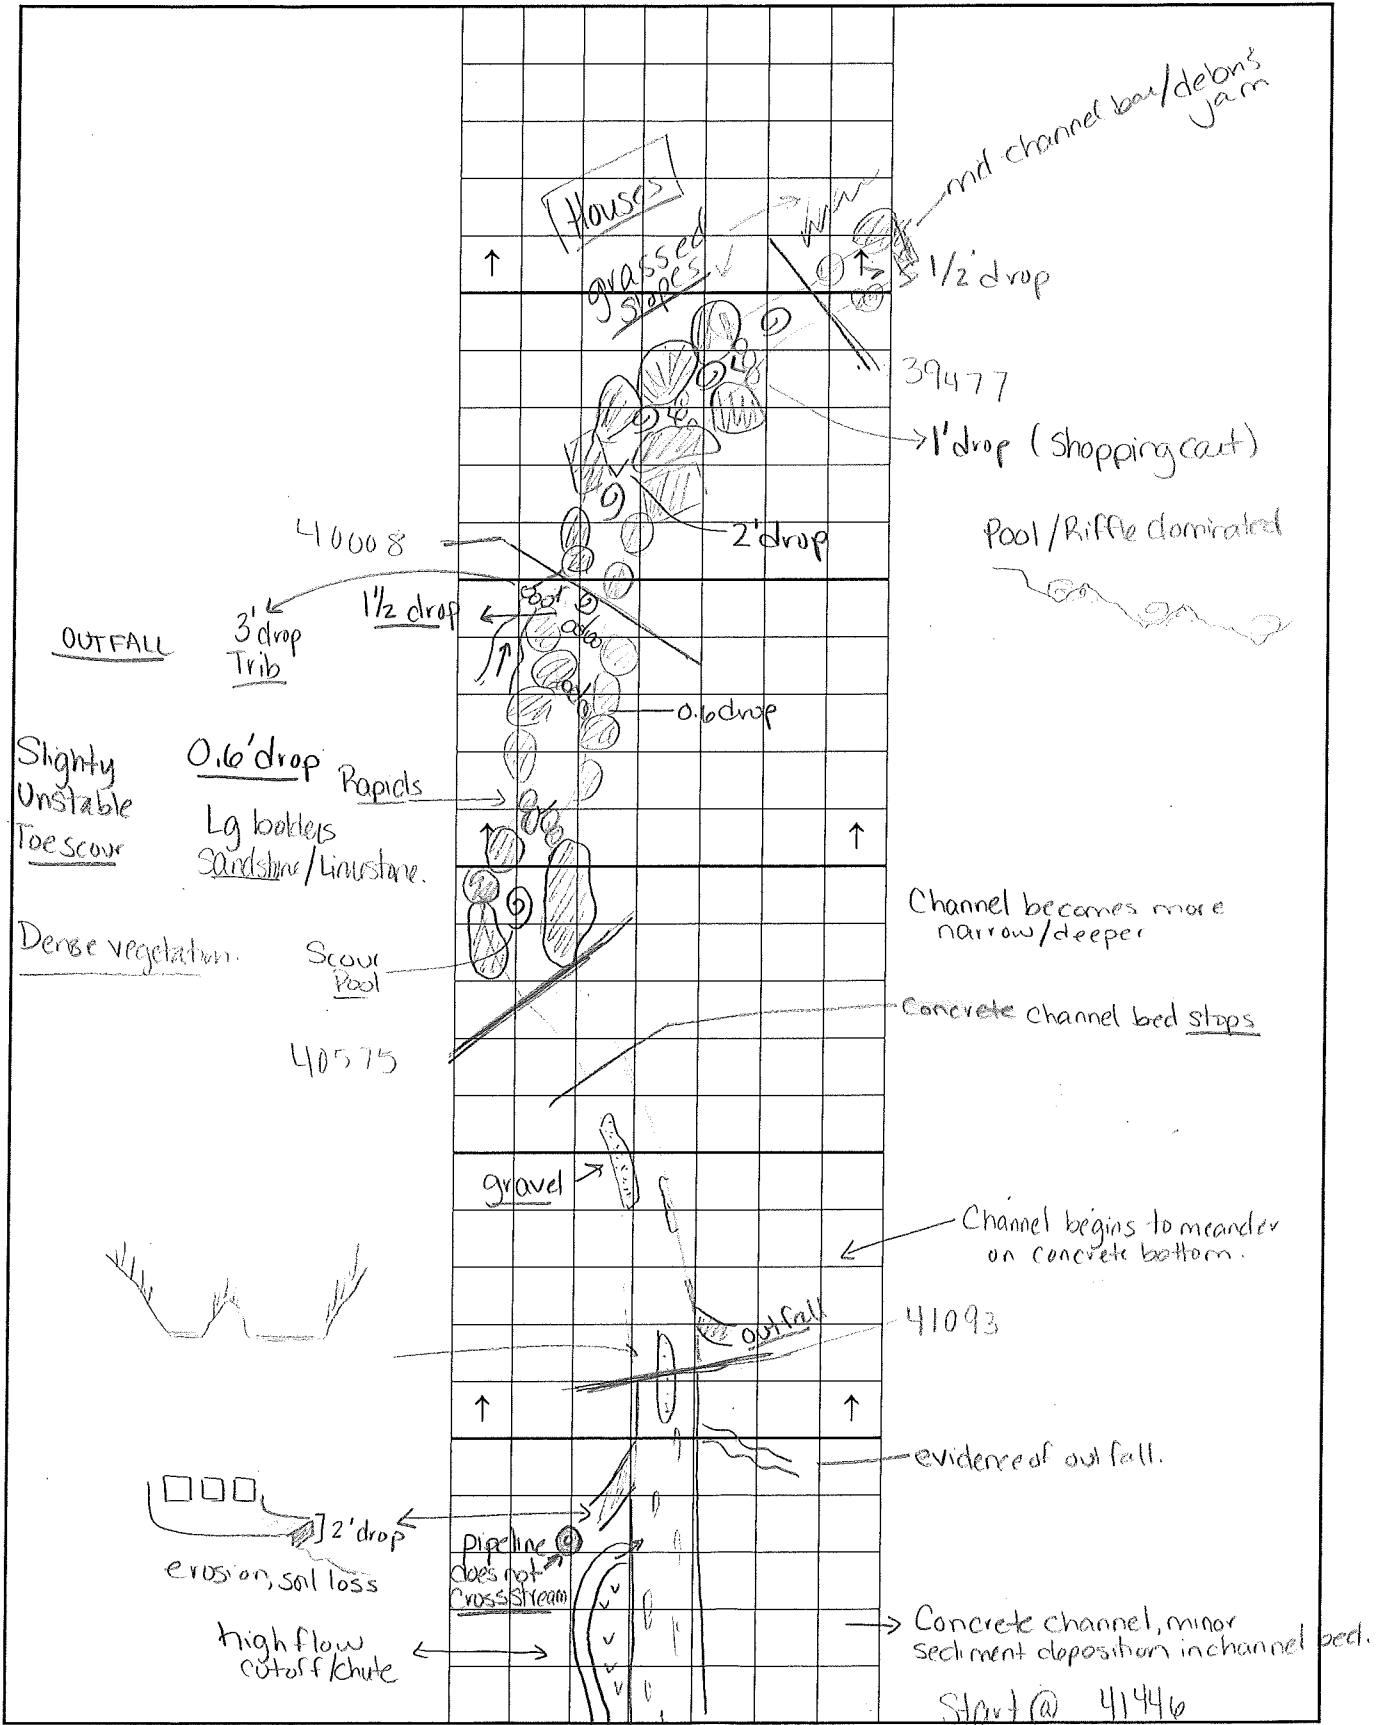 mid channel bar/debris
jam
Houses
grassed
slopes
1/2' drop
39477
1' drop (Shopping cart)
Pool/Riffle dominated
2' drop
40008
1 1/2 drop
OUTFALL
3' drop
Trib
0.6 drop
Slighty
Unstable
Toe scour
0.6' drop
Rapids
Lg bolders
Sandstone/Limestone.
Channel becomes more
narrow/deeper
Dense vegetation.
Scour
Pool
Concrete channel bed stops
40575
gravel
Channel begins to meander
on concrete bottom.
41093
outfall
evidence of outfall.
2' drop
erosion, soil loss
pipeline
does not
Cross stream
high flow
cutoff/chute
Concrete channel, minor
sediment deposition in channel bed.
Start @ 41446